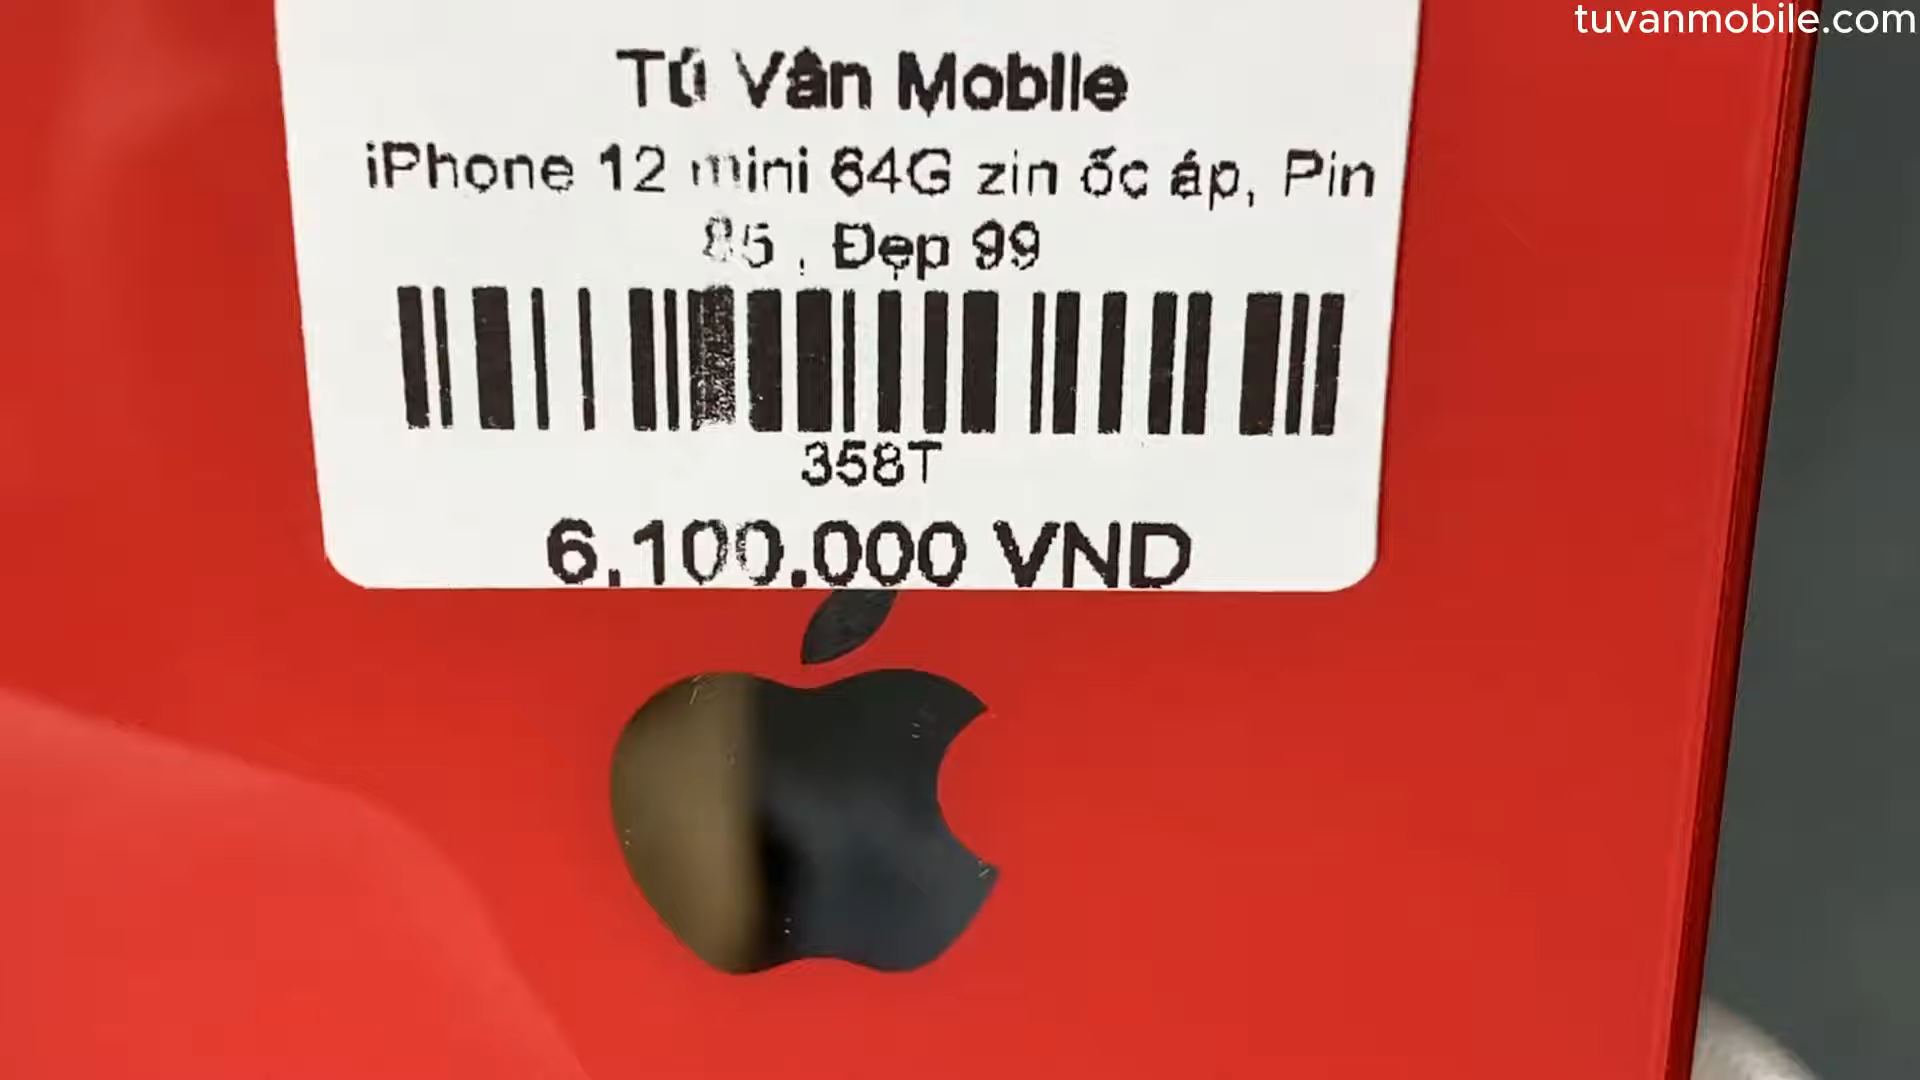 tuvanmobile.com
Tú Vân Mobile
iPhone 12 mini 64G zin ốc áp, Pin
85 , Đẹp 99
358T
6,100,000 VND